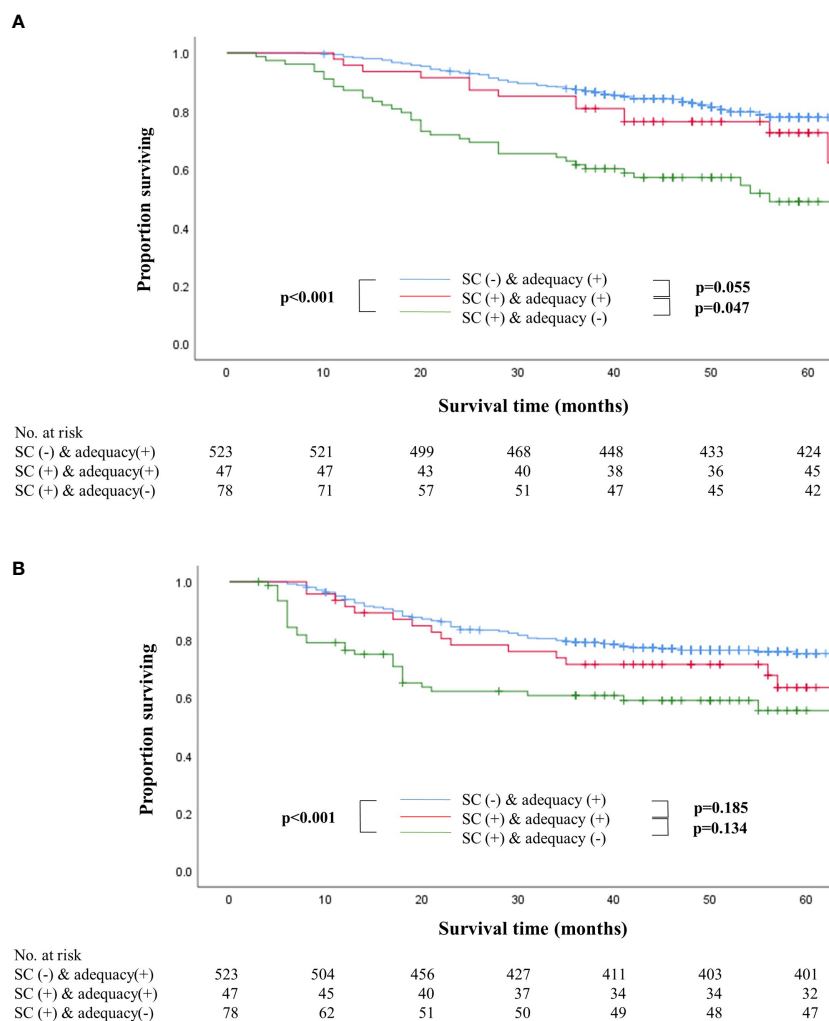 A
1.0
0.8
0.6
0.4
0.2
0.0
Proportion surviving
p<0.001
SC (-) & adequacy (+)
SC (+) & adequacy (+)
SC (+) & adequacy (-)
p=0.055
p=0.047
0 10 20 30 40 50 60
Survival time (months)
No. at risk
SC (-) & adequacy(+) 523 521 499 468 448 433 424
SC (+) & adequacy(+) 47 47 43 40 38 36 45
SC (+) & adequacy(-) 78 71 57 51 47 45 42
B
1.0
0.8
0.6
0.4
0.2
0.0
Proportion surviving
p<0.001
SC (-) & adequacy (+)
SC (+) & adequacy (+)
SC (+) & adequacy (-)
p=0.185
p=0.134
0 10 20 30 40 50 60
Survival time (months)
No. at risk
SC (-) & adequacy(+) 523 504 456 427 411 403 401
SC (+) & adequacy(+) 47 45 40 37 34 34 32
SC (+) & adequacy(-) 78 62 51 50 49 48 47